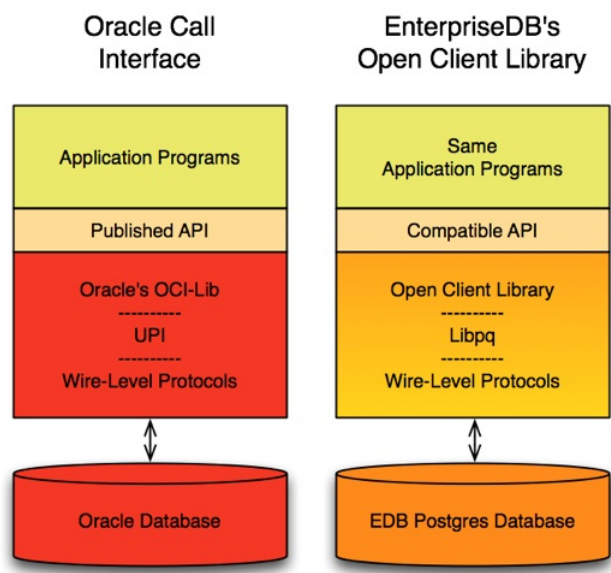 Oracle Call
Interface
Application Programs
Published API
Oracle's OCI-Lib
----------
UPI
----------
Wire-Level Protocols
Oracle Database
EnterpriseDB's
Open Client Library
Same
Application Programs
Compatible API
Open Client Library
----------
Libpq
----------
Wire-Level Protocols
EDB Postgres Database